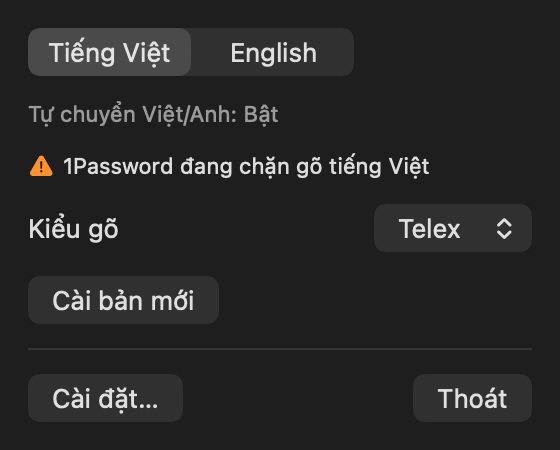 Tiếng Việt English
Tự chuyển Việt/Anh: Bật
1Password đang chặn gõ tiếng Việt
Kiểu gõ Telex
Cài bản mới
Cài đặt... Thoát